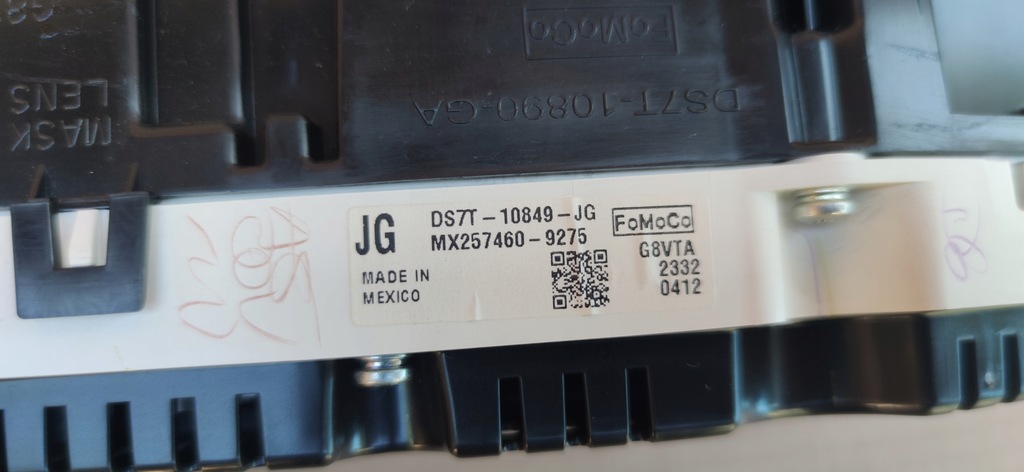 FoMoCo
DS7T-10890-GA
MASK
LENS
JG
DS7T-10849-JG
MX257460-9275
FoMoCo
G8VTA
2332
0412
MADE IN
MEXICO